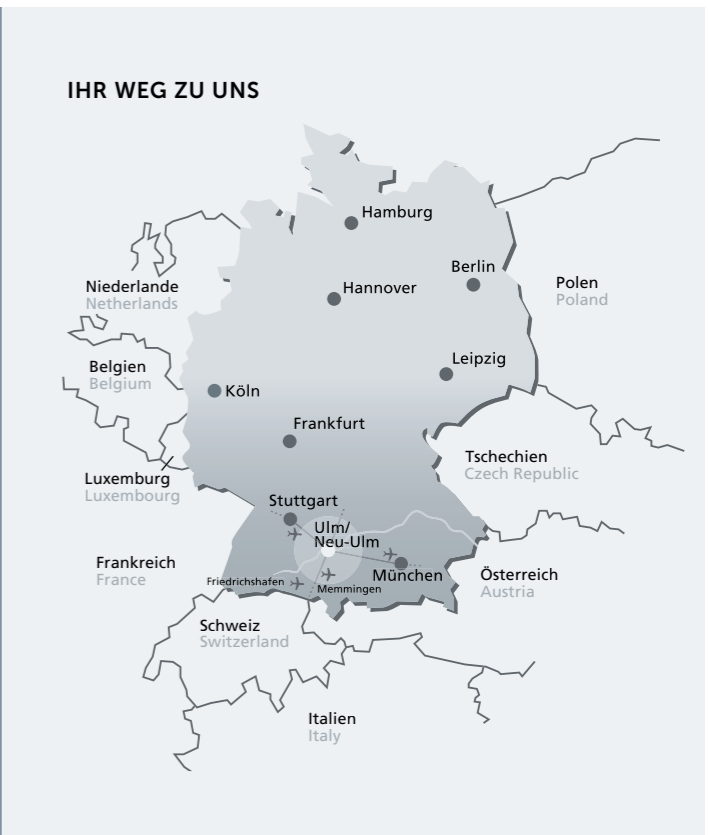 IHR WEG ZU UNS
Hamburg
Berlin
Niederlande
Netherlands
Hannover
Polen
Poland
Belgien
Belgium
Leipzig
Köln
Frankfurt
Tschechien
Czech Republic
Luxemburg
Luxembourg
Stuttgart
Ulm/
Neu-Ulm
Frankreich
France
Friedrichshafen
Memmingen
München
Österreich
Austria
Schweiz
Switzerland
Italien
Italy